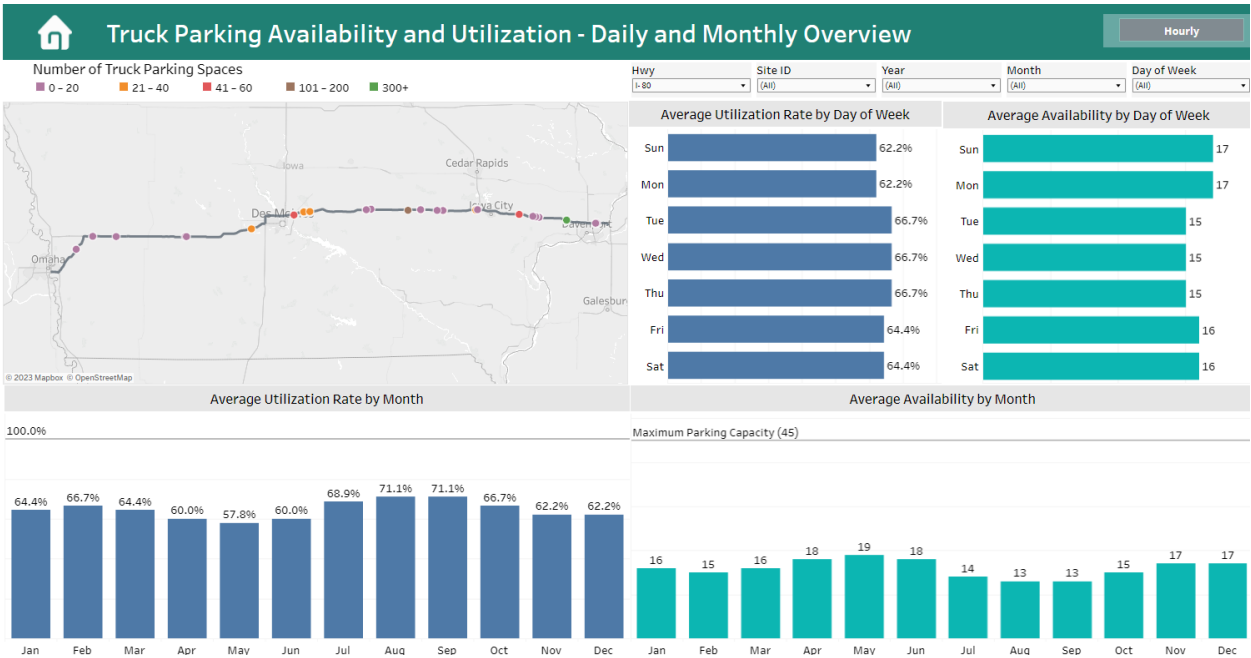 Truck Parking Availability and Utilization - Daily and Monthly Overview
Hourly
Number of Truck Parking Spaces
0 - 20
21 - 40
41 - 60
101 - 200
300+
Hwy
I-80
Site ID
(All)
Year
(All)
Month
(All)
Day of Week
(All)
Iowa
Cedar Rapids
Des Moines
Iowa City
Davenport
Omaha
Galesbur
© 2023 Mapbox © OpenStreetMap
Average Utilization Rate by Day of Week
Sun 62.2%
Mon 62.2%
Tue 66.7%
Wed 66.7%
Thu 66.7%
Fri 64.4%
Sat 64.4%
Average Availability by Day of Week
Sun 17
Mon 17
Tue 15
Wed 15
Thu 15
Fri 16
Sat 16
Average Utilization Rate by Month
100.0%
64.4% 66.7% 64.4% 60.0% 57.8% 60.0% 68.9% 71.1% 71.1% 66.7% 62.2% 62.2%
Jan Feb Mar Apr May Jun Jul Aug Sep Oct Nov Dec
Average Availability by Month
Maximum Parking Capacity (45)
16 15 16 18 19 18 14 13 13 15 17 17
Jan Feb Mar Apr May Jun Jul Aug Sep Oct Nov Dec